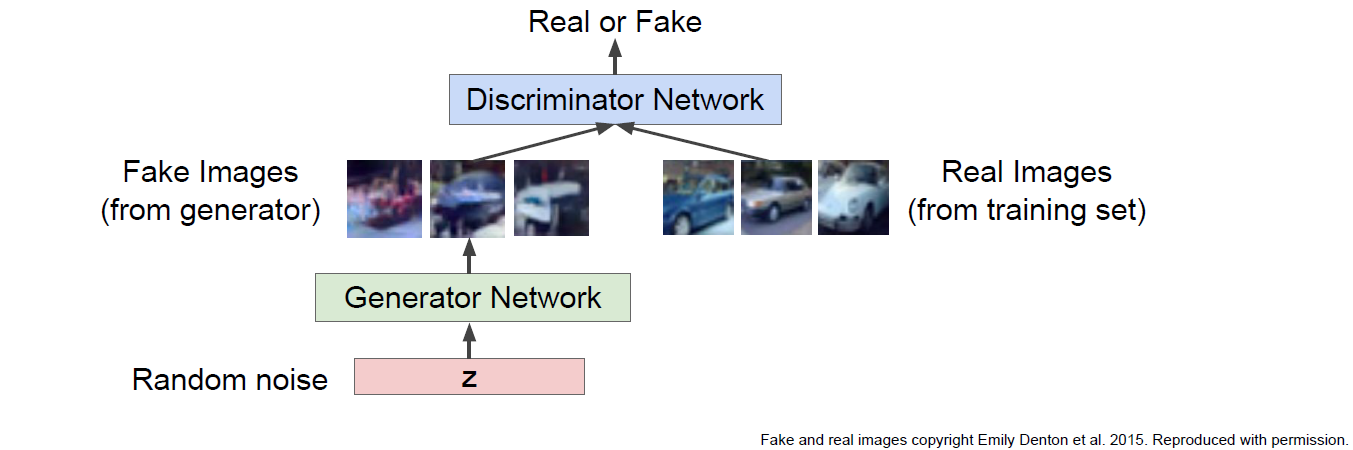 Real or Fake
Discriminator Network
Fake Images
(from generator)
Real Images
(from training set)
Generator Network
Random noise
z
Fake and real images copyright Emily Denton et al. 2015. Reproduced with permission.